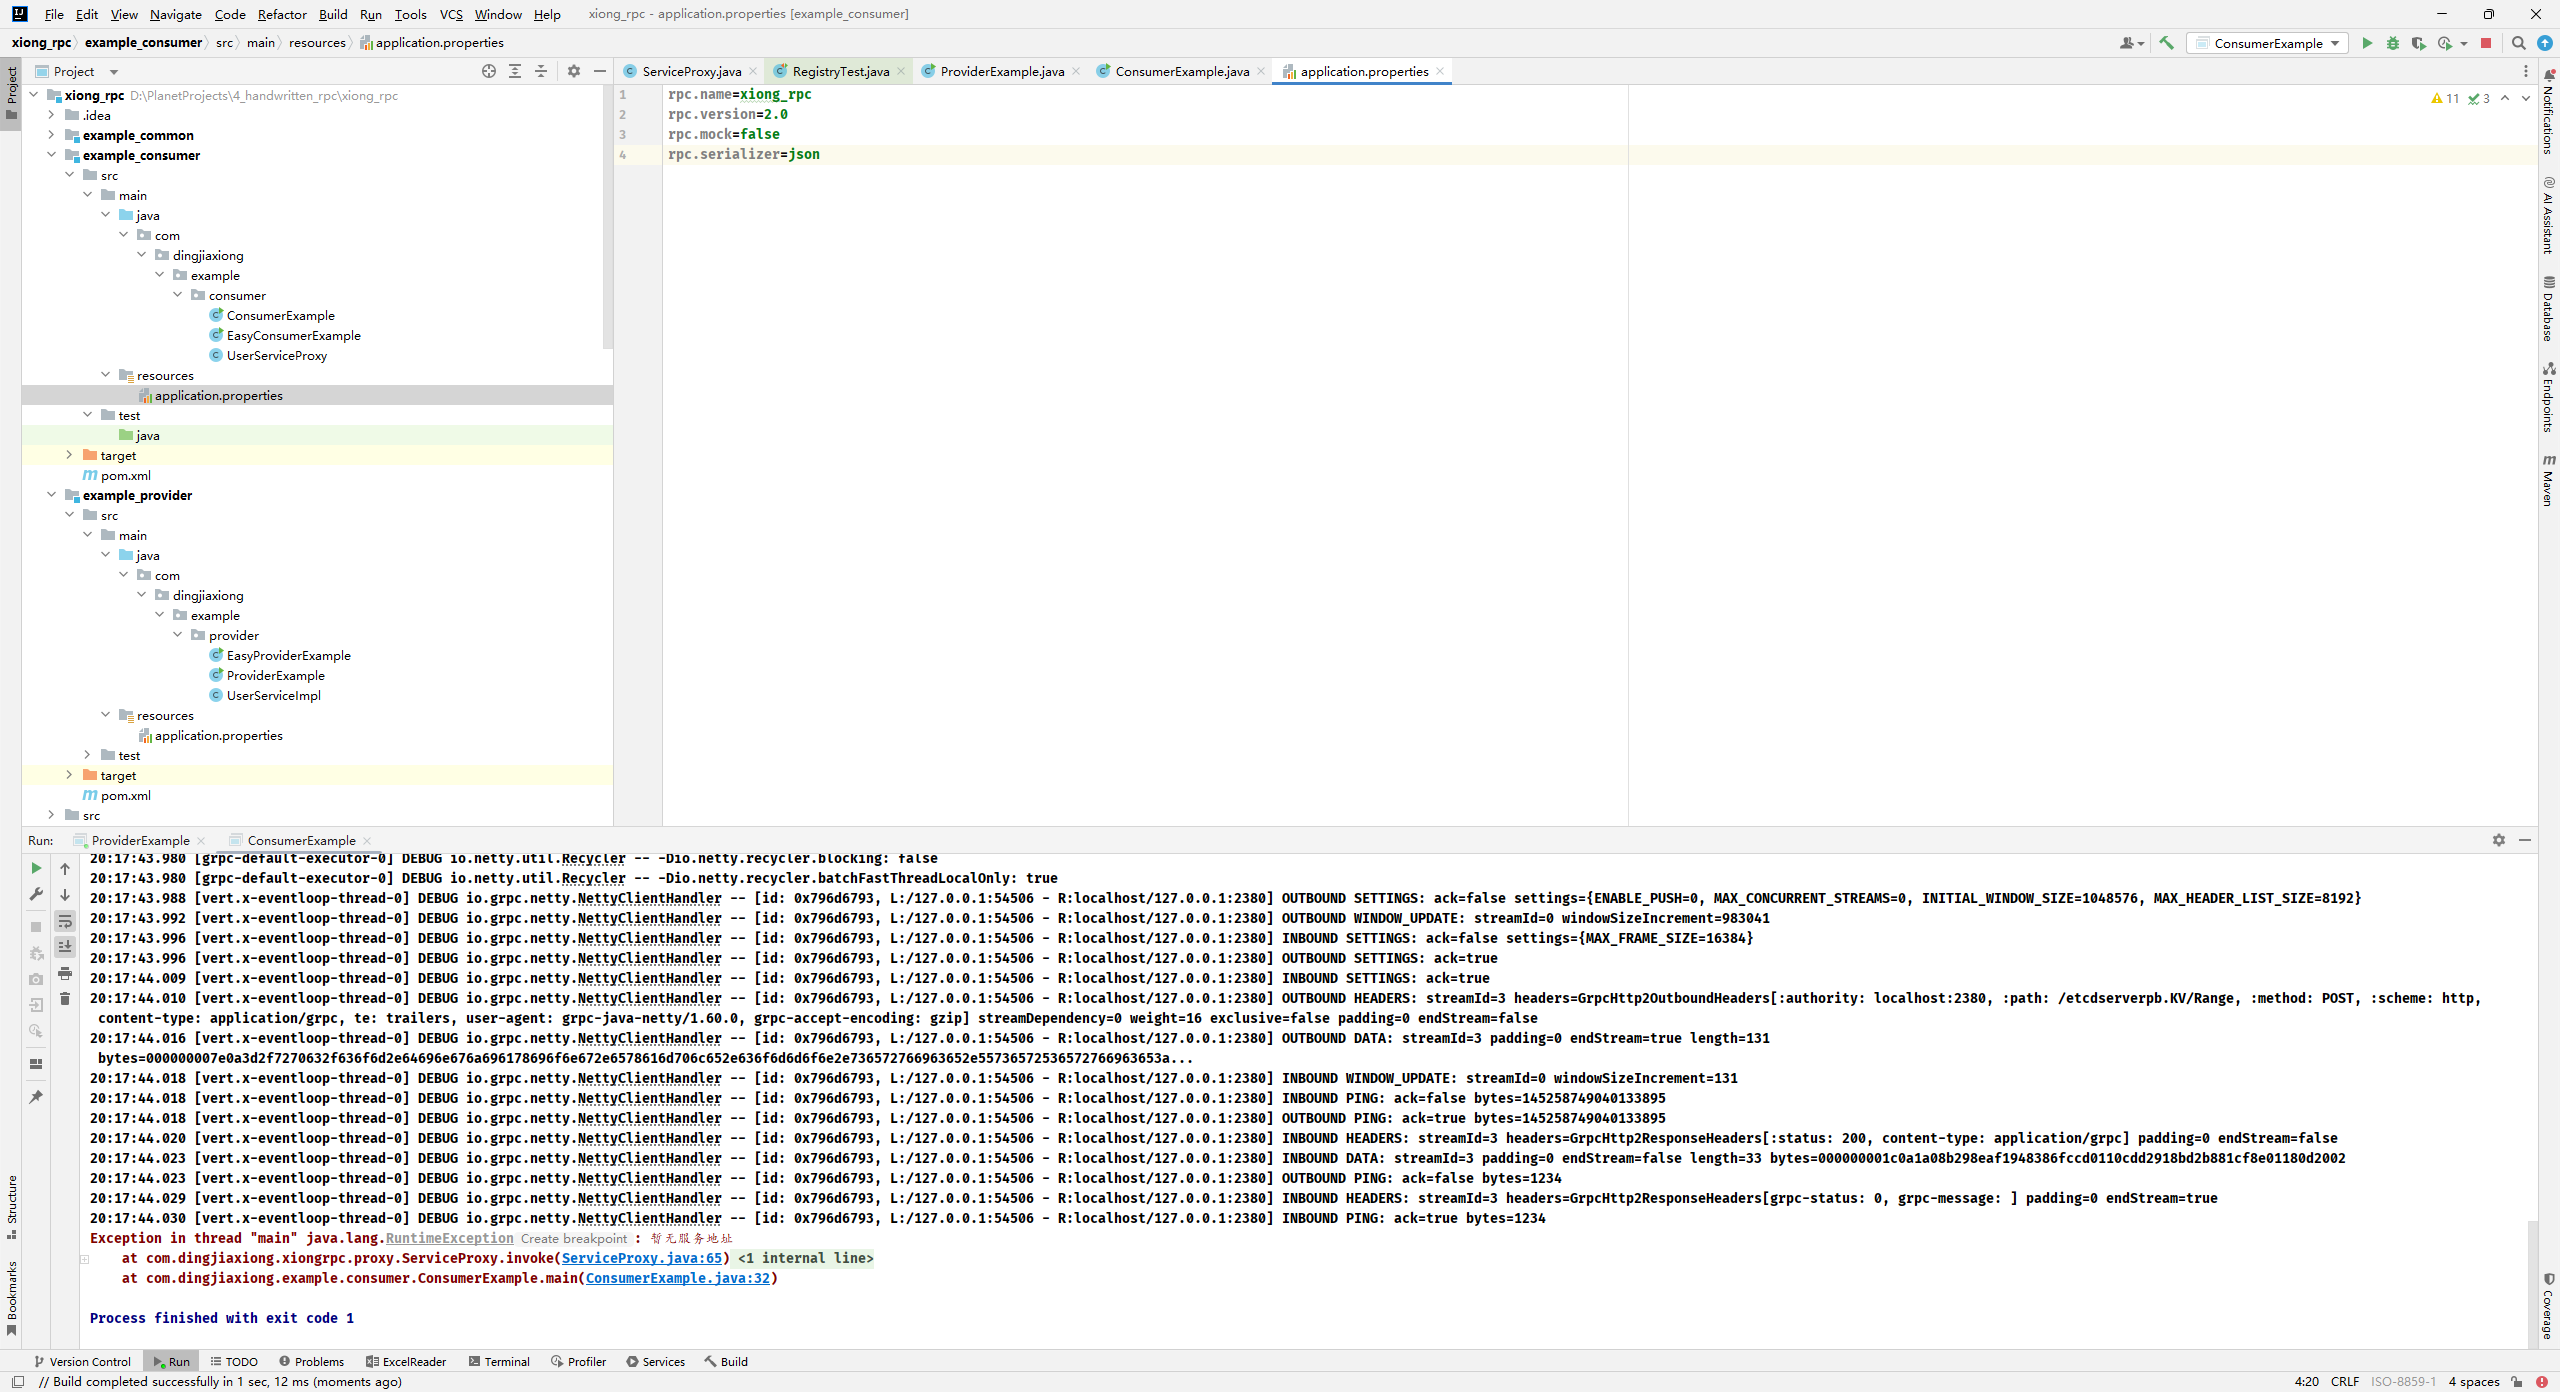 File Edit View Navigate Code Refactor Build Run Tools VCS Window Help xiong_rpc - application.properties [example_consumer]
xiong_rpc example_consumer src main resources application.properties ConsumerExample
Project ServiceProxy.java RegistryTest.java ProviderExample.java ConsumerExample.java application.properties
xiong_rpc D:\PlanetProjects\4_handwritten_rpc\xiong_rpc
.idea
example_common
example_consumer
src
main
java
com
dingjiaxiong
example
consumer
ConsumerExample
EasyConsumerExample
UserServiceProxy
resources
application.properties
test
java
target
pom.xml
example_provider
src
main
java
com
dingjiaxiong
example
provider
EasyProviderExample
ProviderExample
UserServiceImpl
resources
application.properties
test
target
pom.xml
src
1 rpc.name=xiong_rpc
2 rpc.version=2.0
3 rpc.mock=false
4 rpc.serializer=json
11 3
Project
Structure
Bookmarks
Notifications
AI Assistant
Database
Endpoints
Maven
Coverage
Run: ProviderExample ConsumerExample
20:17:43.980 [grpc-default-executor-0] DEBUG io.netty.util.Recycler -- -Dio.netty.recycler.blocking: false
20:17:43.980 [grpc-default-executor-0] DEBUG io.netty.util.Recycler -- -Dio.netty.recycler.batchFastThreadLocalOnly: true
20:17:43.988 [vert.x-eventloop-thread-0] DEBUG io.grpc.netty.NettyClientHandler -- [id: 0x796d6793, L:/127.0.0.1:54506 - R:localhost/127.0.0.1:2380] OUTBOUND SETTINGS: ack=false settings={ENABLE_PUSH=0, MAX_CONCURRENT_STREAMS=0, INITIAL_WINDOW_SIZE=1048576, MAX_HEADER_LIST_SIZE=8192}
20:17:43.992 [vert.x-eventloop-thread-0] DEBUG io.grpc.netty.NettyClientHandler -- [id: 0x796d6793, L:/127.0.0.1:54506 - R:localhost/127.0.0.1:2380] OUTBOUND WINDOW_UPDATE: streamId=0 windowSizeIncrement=983041
20:17:43.996 [vert.x-eventloop-thread-0] DEBUG io.grpc.netty.NettyClientHandler -- [id: 0x796d6793, L:/127.0.0.1:54506 - R:localhost/127.0.0.1:2380] INBOUND SETTINGS: ack=false settings={MAX_FRAME_SIZE=16384}
20:17:43.996 [vert.x-eventloop-thread-0] DEBUG io.grpc.netty.NettyClientHandler -- [id: 0x796d6793, L:/127.0.0.1:54506 - R:localhost/127.0.0.1:2380] OUTBOUND SETTINGS: ack=true
20:17:44.009 [vert.x-eventloop-thread-0] DEBUG io.grpc.netty.NettyClientHandler -- [id: 0x796d6793, L:/127.0.0.1:54506 - R:localhost/127.0.0.1:2380] INBOUND SETTINGS: ack=true
20:17:44.010 [vert.x-eventloop-thread-0] DEBUG io.grpc.netty.NettyClientHandler -- [id: 0x796d6793, L:/127.0.0.1:54506 - R:localhost/127.0.0.1:2380] OUTBOUND HEADERS: streamId=3 headers=GrpcHttp2OutboundHeaders[:authority: localhost:2380, :path: /etcdserverpb.KV/Range, :method: POST, :scheme: http,
content-type: application/grpc, te: trailers, user-agent: grpc-java-netty/1.60.0, grpc-accept-encoding: gzip] streamDependency=0 weight=16 exclusive=false padding=0 endStream=false
20:17:44.016 [vert.x-eventloop-thread-0] DEBUG io.grpc.netty.NettyClientHandler -- [id: 0x796d6793, L:/127.0.0.1:54506 - R:localhost/127.0.0.1:2380] OUTBOUND DATA: streamId=3 padding=0 endStream=true length=131
bytes=000000007e0a3d2f7270632f636f6d2e64696e676a696178696f6e672e6578616d706c652e636f6d6d6f6e2e736572766963652e55736572536572766963653a...
20:17:44.018 [vert.x-eventloop-thread-0] DEBUG io.grpc.netty.NettyClientHandler -- [id: 0x796d6793, L:/127.0.0.1:54506 - R:localhost/127.0.0.1:2380] INBOUND WINDOW_UPDATE: streamId=0 windowSizeIncrement=131
20:17:44.018 [vert.x-eventloop-thread-0] DEBUG io.grpc.netty.NettyClientHandler -- [id: 0x796d6793, L:/127.0.0.1:54506 - R:localhost/127.0.0.1:2380] INBOUND PING: ack=false bytes=145258749040133895
20:17:44.018 [vert.x-eventloop-thread-0] DEBUG io.grpc.netty.NettyClientHandler -- [id: 0x796d6793, L:/127.0.0.1:54506 - R:localhost/127.0.0.1:2380] OUTBOUND PING: ack=true bytes=145258749040133895
20:17:44.020 [vert.x-eventloop-thread-0] DEBUG io.grpc.netty.NettyClientHandler -- [id: 0x796d6793, L:/127.0.0.1:54506 - R:localhost/127.0.0.1:2380] INBOUND HEADERS: streamId=3 headers=GrpcHttp2ResponseHeaders[:status: 200, content-type: application/grpc] padding=0 endStream=false
20:17:44.023 [vert.x-eventloop-thread-0] DEBUG io.grpc.netty.NettyClientHandler -- [id: 0x796d6793, L:/127.0.0.1:54506 - R:localhost/127.0.0.1:2380] INBOUND DATA: streamId=3 padding=0 endStream=false length=33 bytes=000000001c0a1a08b298eaf1948386fccd0110cdd2918bd2b881cf8e01180d2002
20:17:44.023 [vert.x-eventloop-thread-0] DEBUG io.grpc.netty.NettyClientHandler -- [id: 0x796d6793, L:/127.0.0.1:54506 - R:localhost/127.0.0.1:2380] OUTBOUND PING: ack=false bytes=1234
20:17:44.029 [vert.x-eventloop-thread-0] DEBUG io.grpc.netty.NettyClientHandler -- [id: 0x796d6793, L:/127.0.0.1:54506 - R:localhost/127.0.0.1:2380] INBOUND HEADERS: streamId=3 headers=GrpcHttp2ResponseHeaders[grpc-status: 0, grpc-message: ] padding=0 endStream=true
20:17:44.030 [vert.x-eventloop-thread-0] DEBUG io.grpc.netty.NettyClientHandler -- [id: 0x796d6793, L:/127.0.0.1:54506 - R:localhost/127.0.0.1:2380] INBOUND PING: ack=true bytes=1234
Exception in thread "main" java.lang.RuntimeException Create breakpoint : 暂无服务地址
at com.dingjiaxiong.xiongrpc.proxy.ServiceProxy.invoke(ServiceProxy.java:65) <1 internal line>
at com.dingjiaxiong.example.consumer.ConsumerExample.main(ConsumerExample.java:32)
Process finished with exit code 1
Version Control Run TODO Problems ExcelReader Terminal Profiler Services Build
// Build completed successfully in 1 sec, 12 ms (moments ago) 4:20 CRLF ISO-8859-1 4 spaces